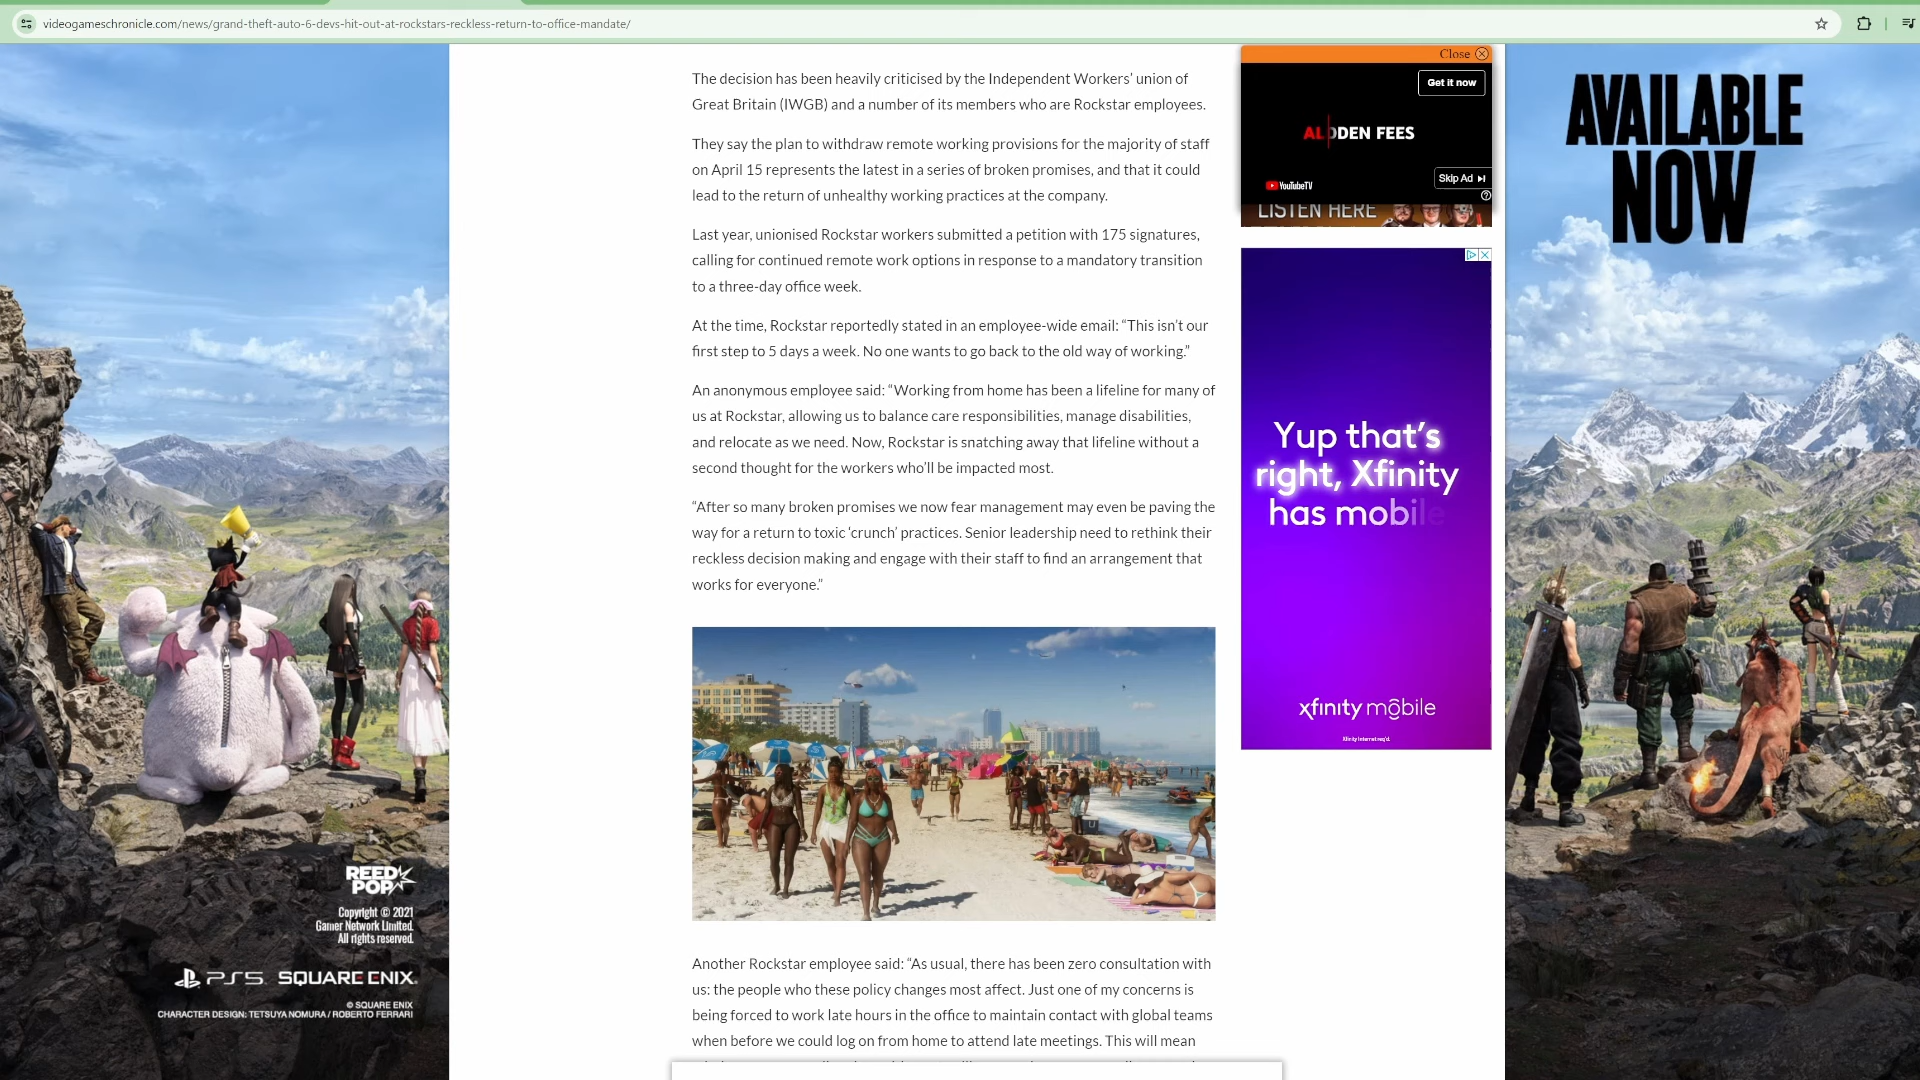 videogameschronicle.com/news/grand-theft-auto-6-devs-hit-out-at-rockstars-reckless-return-to-office-mandate/
The decision has been heavily criticised by the Independent Workers’ union of
Great Britain (IWGB) and a number of its members who are Rockstar employees.
They say the plan to withdraw remote working provisions for the majority of staff
on April 15 represents the latest in a series of broken promises, and that it could
lead to the return of unhealthy working practices at the company.
Last year, unionised Rockstar workers submitted a petition with 175 signatures,
calling for continued remote work options in response to a mandatory transition
to a three-day office week.
At the time, Rockstar reportedly stated in an employee-wide email: “This isn’t our
first step to 5 days a week. No one wants to go back to the old way of working.”
An anonymous employee said: “Working from home has been a lifeline for many of
us at Rockstar, allowing us to balance care responsibilities, manage disabilities,
and relocate as we need. Now, Rockstar is snatching away that lifeline without a
second thought for the workers who’ll be impacted most.
“After so many broken promises we now fear management may even be paving the
way for a return to toxic ‘crunch’ practices. Senior leadership need to rethink their
reckless decision making and engage with their staff to find an arrangement that
works for everyone.”
Another Rockstar employee said: “As usual, there has been zero consultation with
us: the people who these policy changes most affect. Just one of my concerns is
being forced to work late hours in the office to maintain contact with global teams
when before we could log on from home to attend late meetings. This will mean
Close
Get it now
DDEN FEES
YouTubeTV
Skip Ad
LISTEN HERE
Yup that’s
right, Xfinity
has mobile
xfinity mobile
Xfinity Internet req'd.
AVAILABLE
NOW
REED
POP
Copyright © 2021
Gamer Network Limited.
All rights reserved.
PS5 SQUARE ENIX.
© SQUARE ENIX
CHARACTER DESIGN: TETSUYA NOMURA / ROBERTO FERRARI